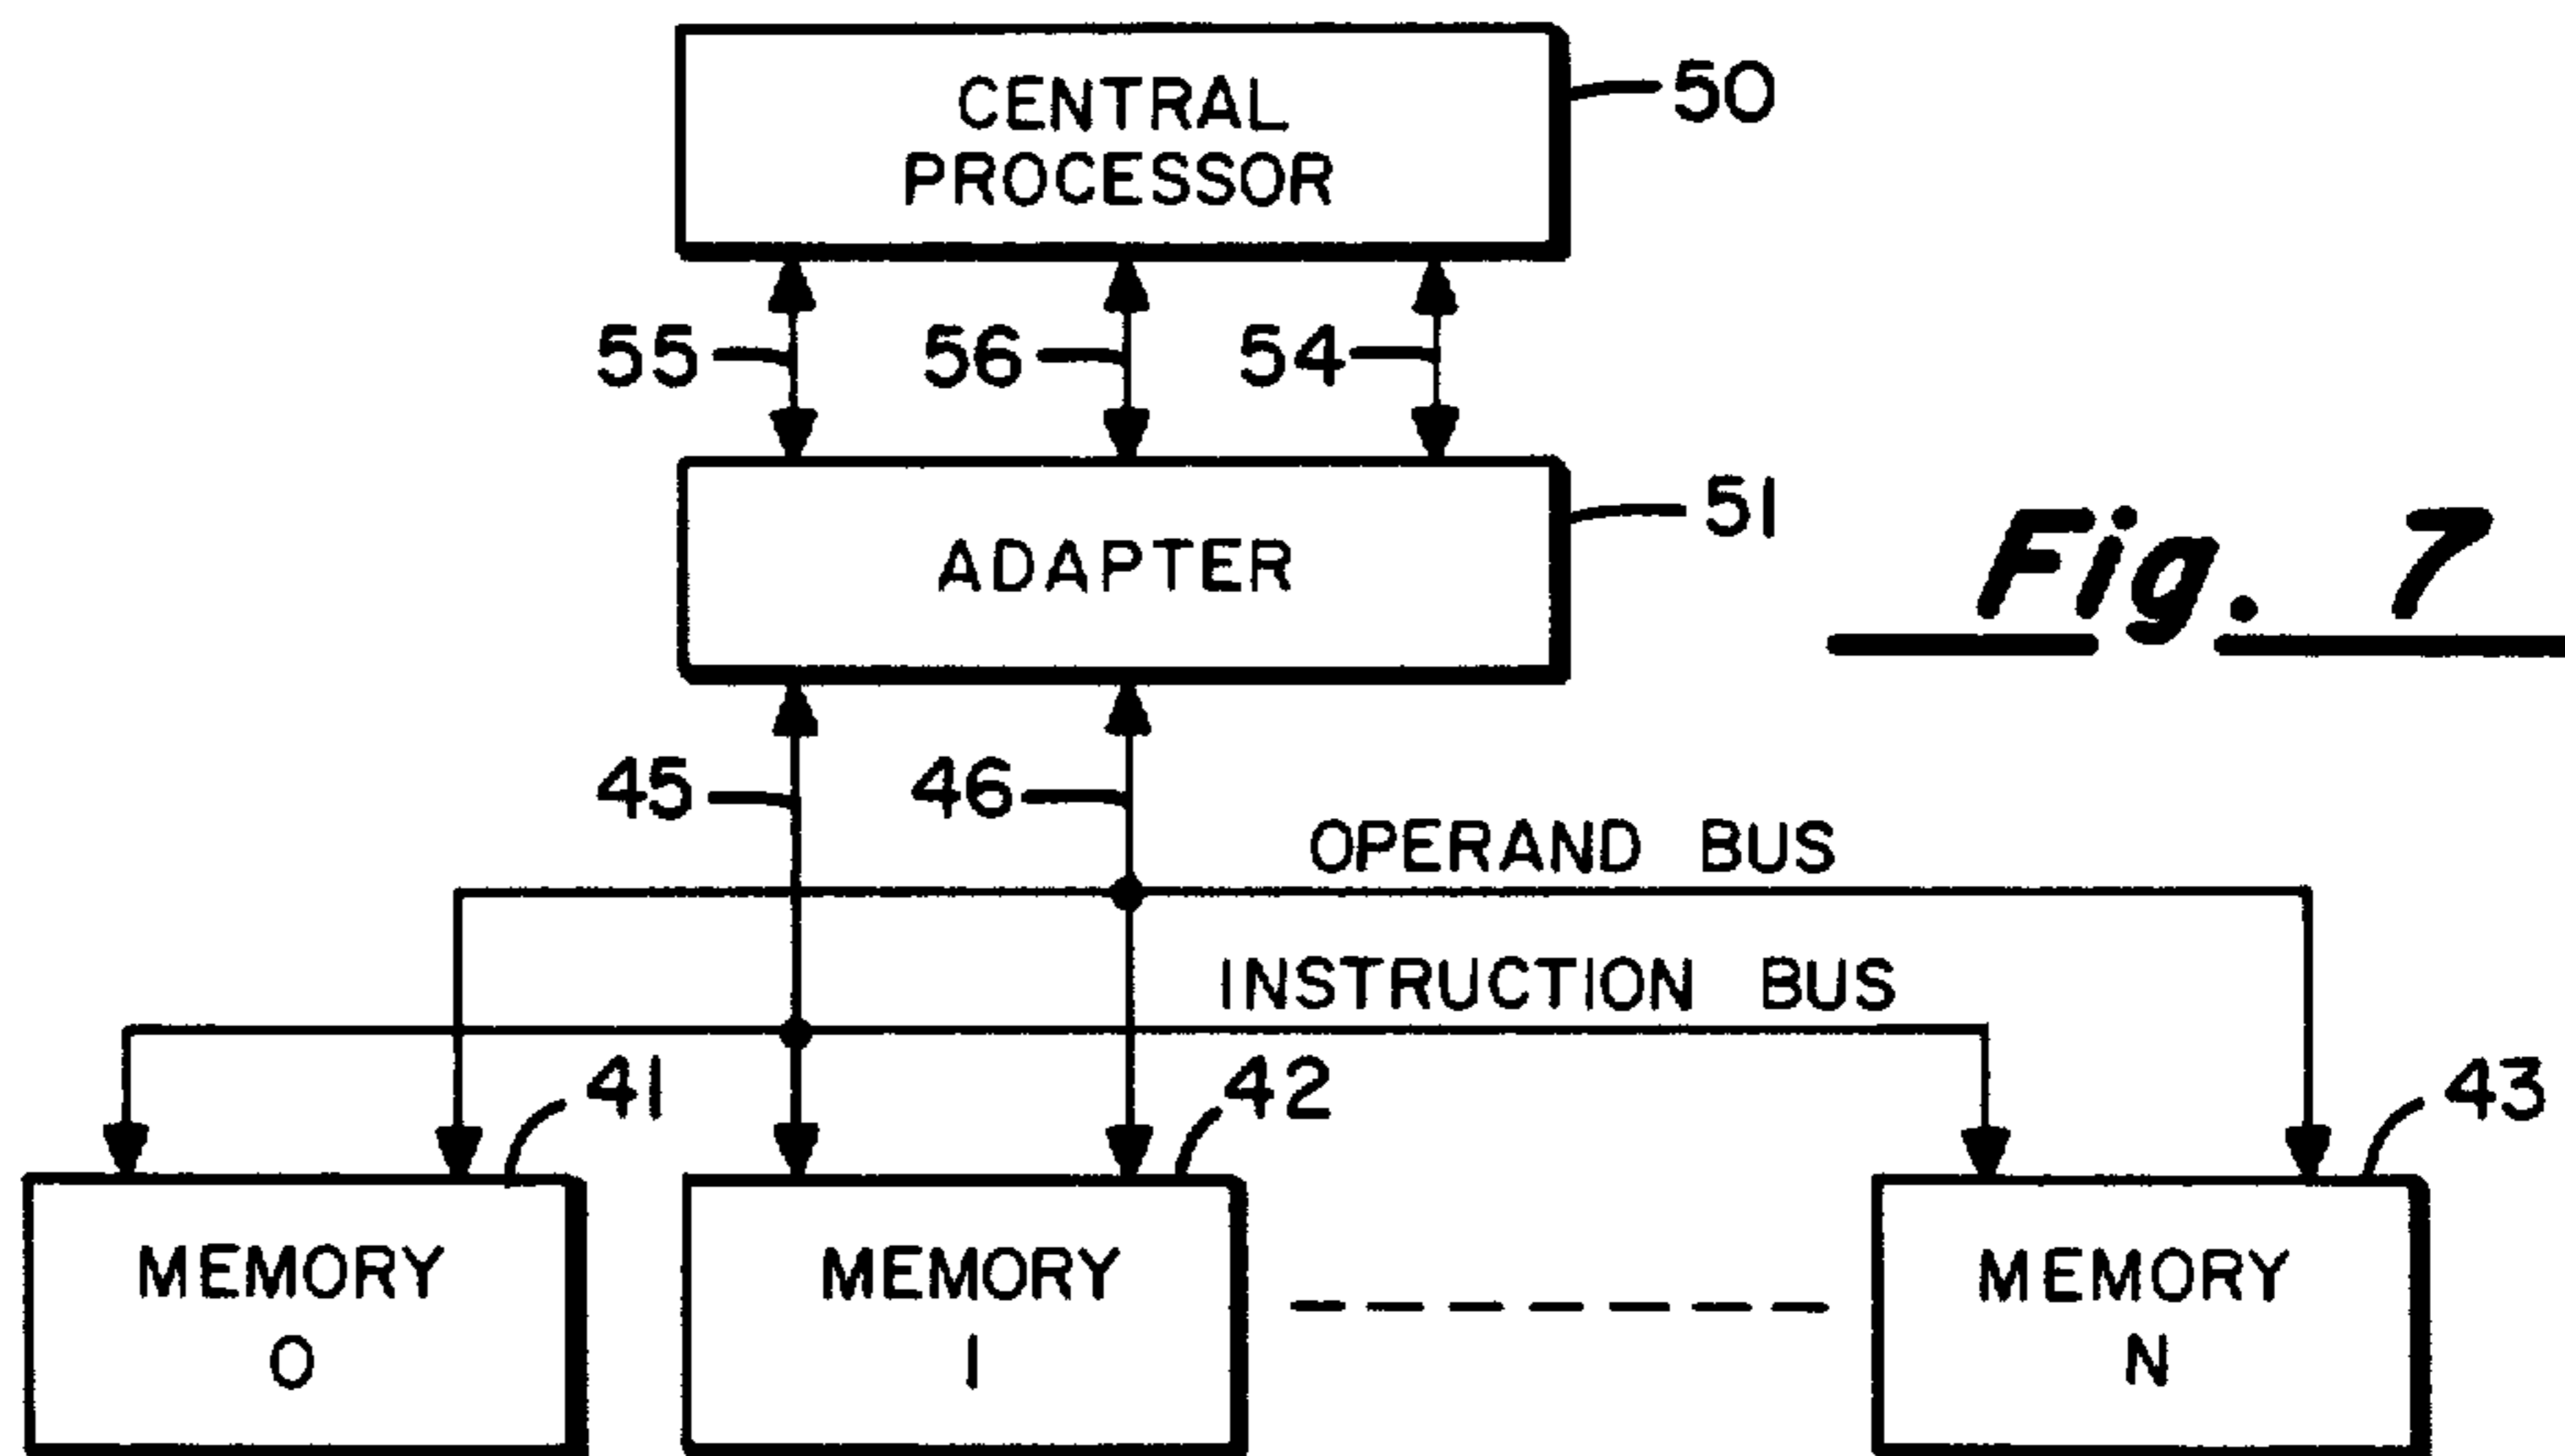 CENTRAL
PROCESSOR
50
55
56
54
ADAPTER
51
Fig. 7
45
46
OPERAND BUS
INSTRUCTION BUS
41
42
43
MEMORY
0
MEMORY
1
MEMORY
N